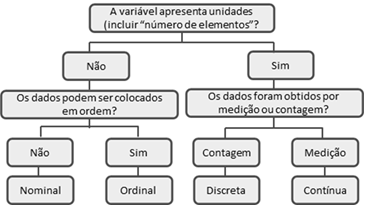 A variável apresenta unidades
(incluir “número de elementos”?
Não
Sim
Os dados podem ser colocados
em ordem?
Os dados foram obtidos por
medição ou contagem?
Não
Sim
Contagem
Medição
Nominal
Ordinal
Discreta
Contínua